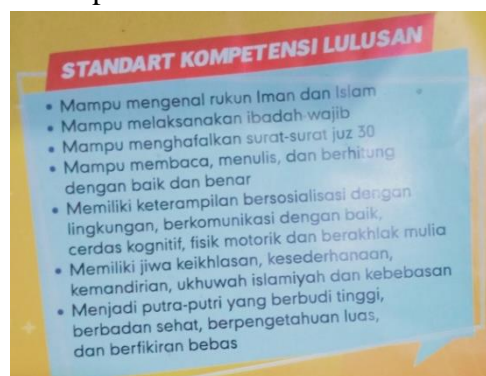 STANDART KOMPETENSI LULUSAN
• Mampu mengenal rukun Iman dan Islam
• Mampu melaksanakan ibadah wajib
• Mampu menghafalkan surat-surat juz 30
• Mampu membaca, menulis, dan berhitung
dengan baik dan benar
• Memiliki keterampilan bersosialisasi dengan
lingkungan, berkomunikasi dengan baik,
cerdas kognitif, fisik motorik dan berakhlak mulia
• Memiliki jiwa keikhlasan, kesederhanaan,
kemandirian, ukhuwah islamiyah dan kebebasan
• Menjadi putra-putri yang berbudi tinggi,
berbadan sehat, berpengetahuan luas,
dan berfikiran bebas